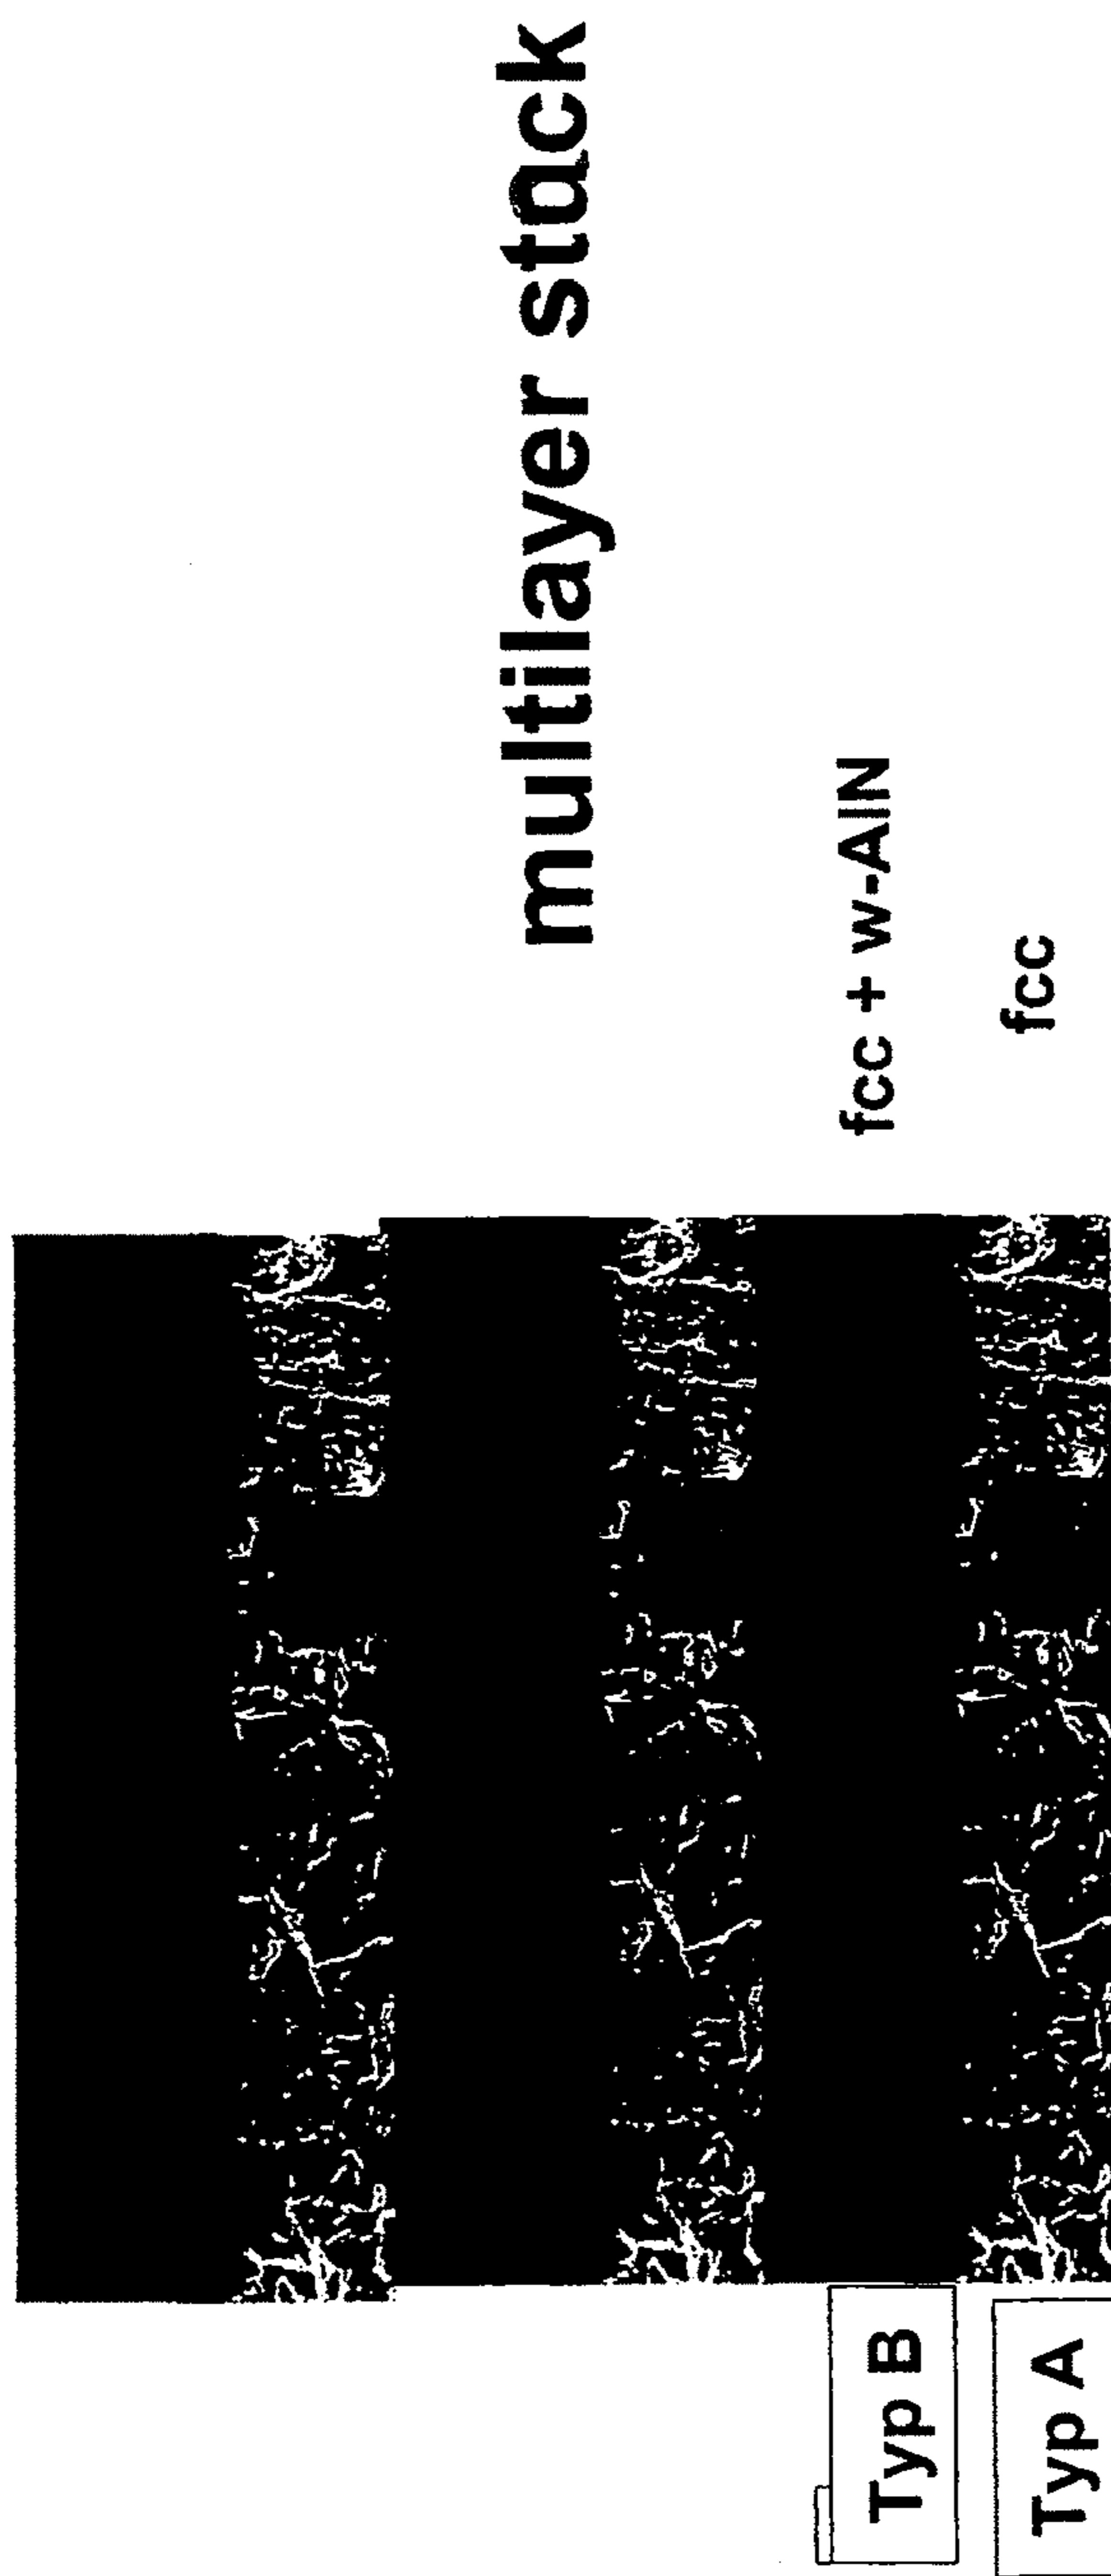 multilayer stack
Typ B
fcc + w-AlN
Typ A
fcc